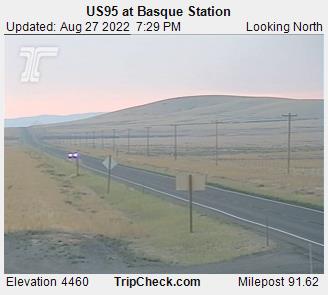 US95 at Basque Station
Updated: Aug 27 2022 7:29 PM Looking North
Elevation 4460 TripCheck.com Milepost 91.62